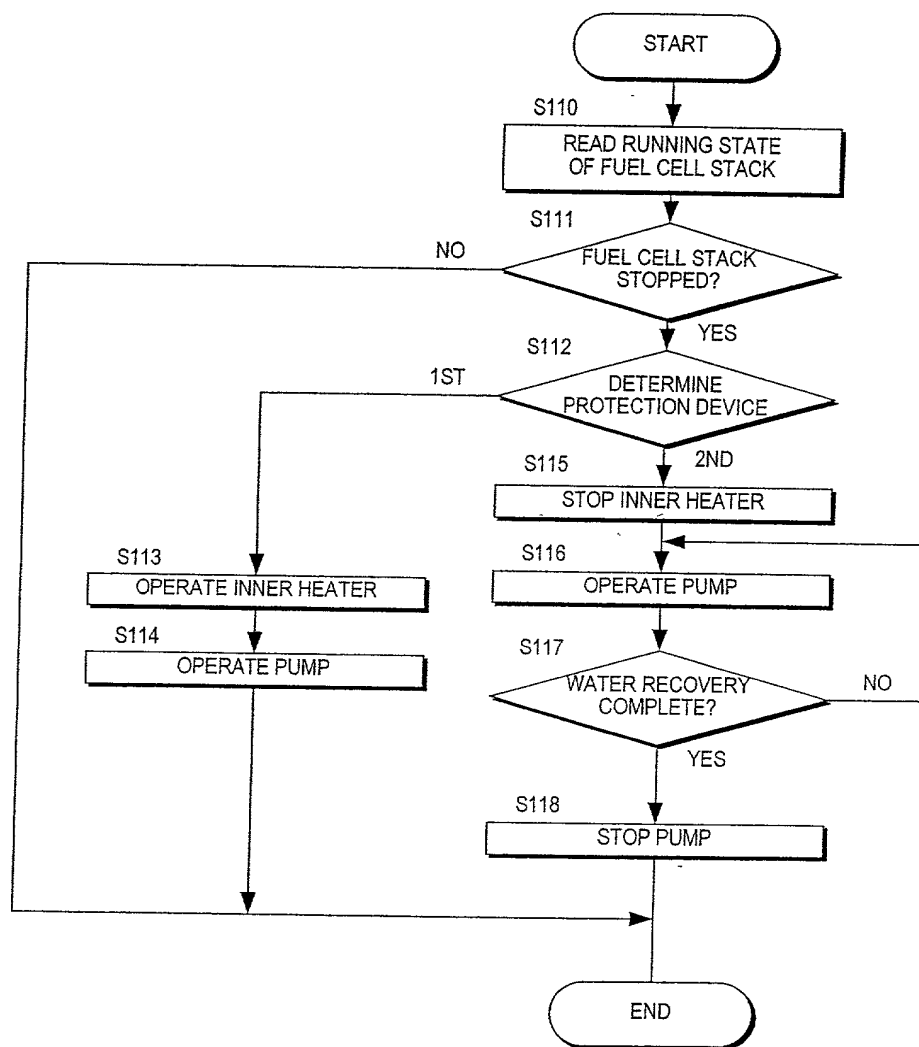 START
S110
READ RUNNING STATE
OF FUEL CELL STACK
S111
NO
FUEL CELL STACK
STOPPED?
YES
S112
1ST
DETERMINE
PROTECTION DEVICE
2ND
S115
STOP INNER HEATER
S113
OPERATE INNER HEATER
S116
OPERATE PUMP
S114
OPERATE PUMP
S117
WATER RECOVERY
COMPLETE?
NO
YES
S118
STOP PUMP
END